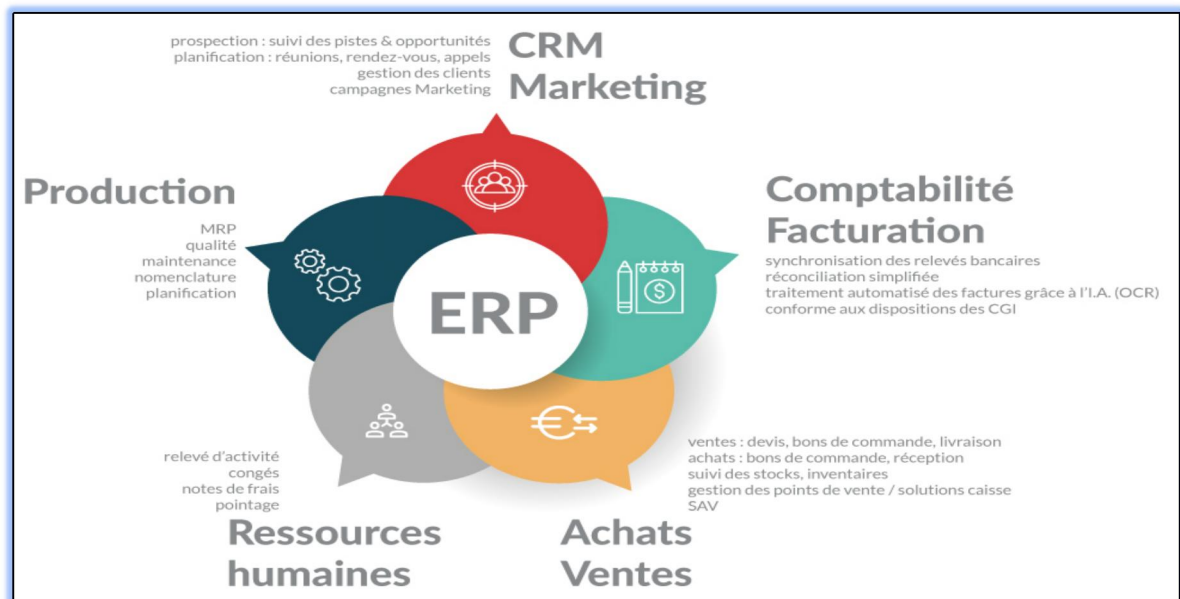 prospection : suivi des pistes & opportunités
planification : réunions, rendez-vous, appels
gestion des clients
campagnes Marketing
CRM
Marketing
Production
MRP
qualité
maintenance
nomenclature
planification
Comptabilité
Facturation
synchronisation des relevés bancaires
réconciliation simplifiée
traitement automatisé des factures grâce à l'I.A. (OCR)
conforme aux dispositions des CGI
ERP
$
relevé d'activité
congés
notes de frais
pointage
Ressources
humaines
ventes : devis, bons de commande, livraison
achats : bons de commande, réception
suivi des stocks, inventaires
gestion des points de vente / solutions caisse
SAV
Achats
Ventes